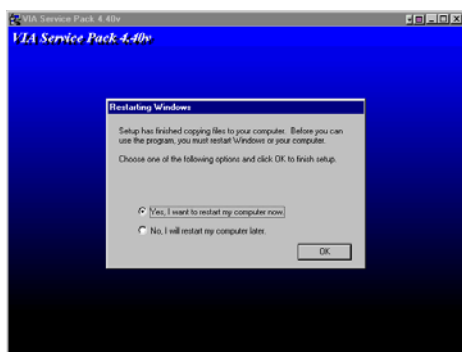 VIA Service Pack 4.40v
VIA Service Pack 4.40v
Restarting Windows
Setup has finished copying files to your computer. Before you can
use the program, you must restart Windows or your computer.
Choose one of the following options and click OK to finish setup.
Yes, I want to restart my computer now.
No, I will restart my computer later.
OK